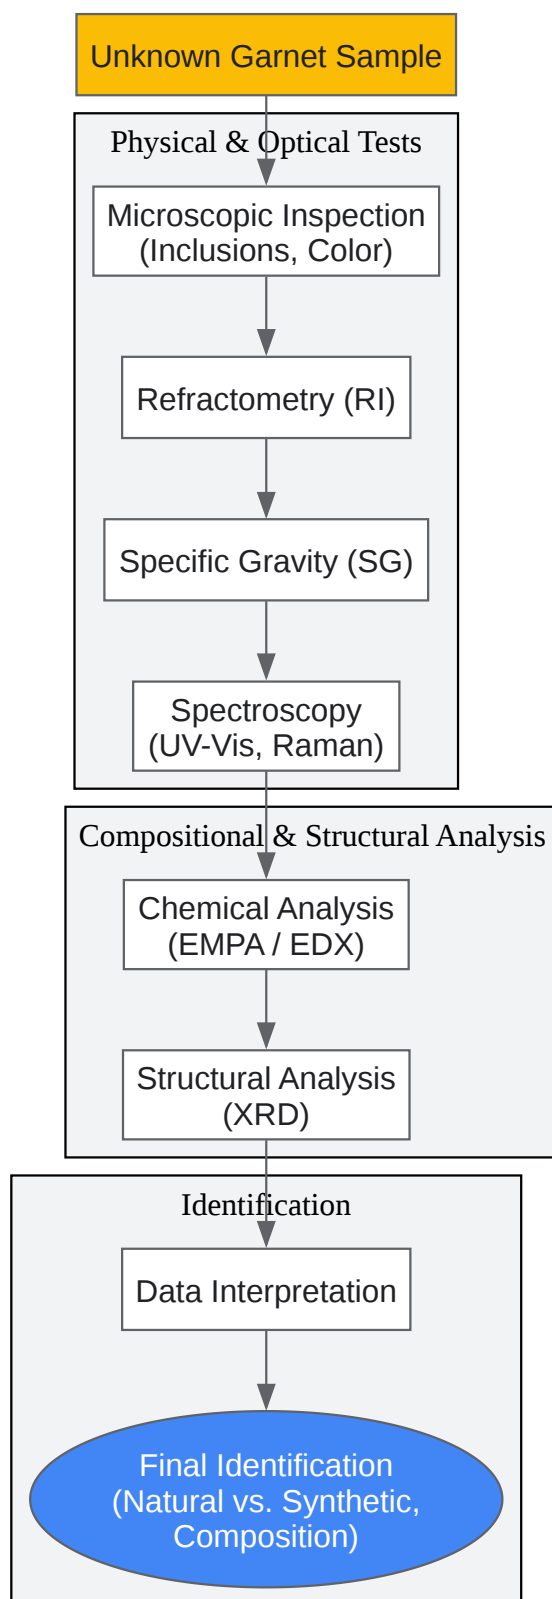 Unknown Garnet Sample
Physical & Optical Tests
Microscopic Inspection
(Inclusions, Color)
Refractometry (RI)
Specific Gravity (SG)
Spectroscopy
(UV-Vis, Raman)
Compositional & Structural Analysis
Chemical Analysis
(EMPA / EDX)
Structural Analysis
(XRD)
Identification
Data Interpretation
Final Identification
(Natural vs. Synthetic,
Composition)